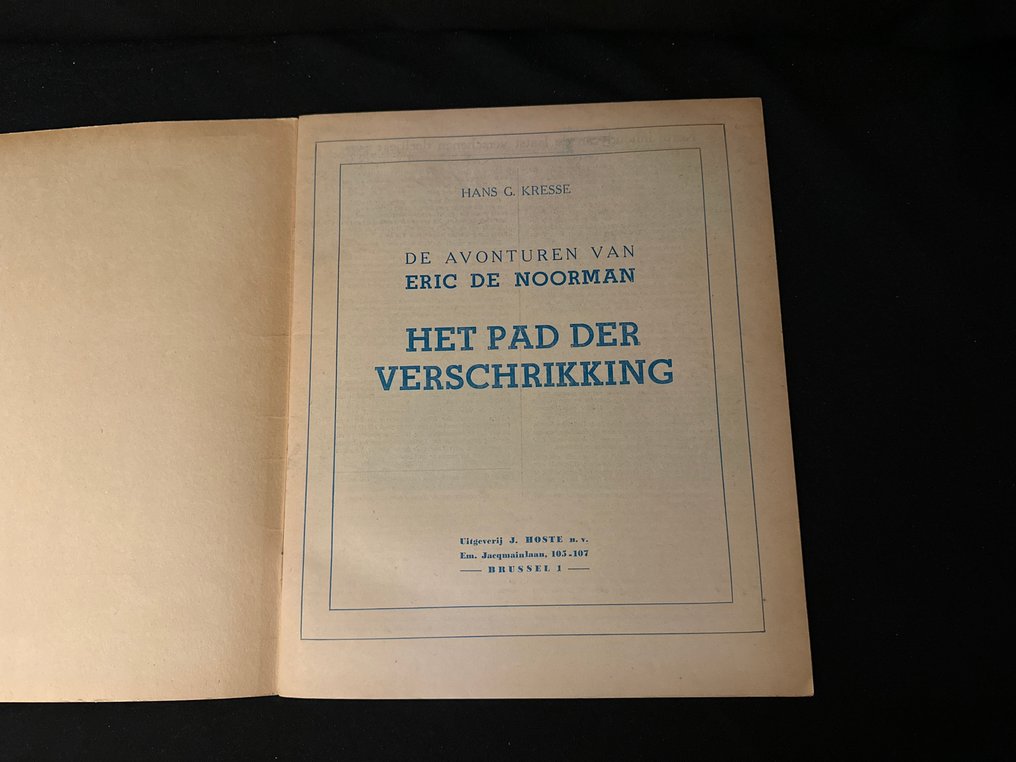 HANS G. KRESSE
DE AVONTUREN VAN
ERIC DE NOORMAN
HET PAD DER
VERSCHRIKKING
Uitgeverij J. HOSTE n. v.
Em. Jacqmainlaan, 105-107
BRUSSEL 1